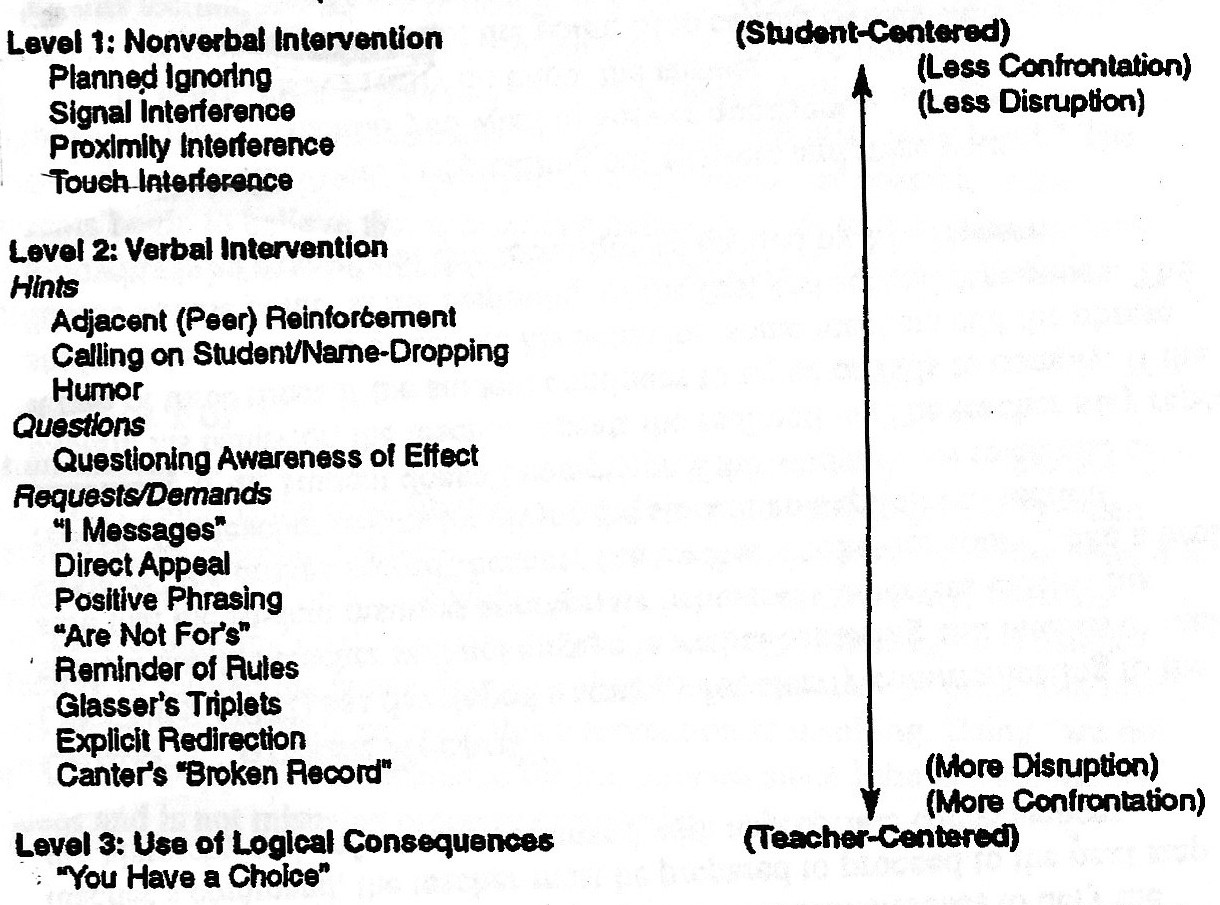 Level 1: Nonverbal Intervention
Planned Ignoring
Signal Interference
Proximity Interference
Touch Interference
Level 2: Verbal Intervention
Hints
Adjacent (Peer) Reinforcement
Calling on Student/Name-Dropping
Humor
Questions
Questioning Awareness of Effect
Requests/Demands
"I Messages"
Direct Appeal
Positive Phrasing
"Are Not For's"
Reminder of Rules
Glasser's Triplets
Explicit Redirection
Canter's "Broken Record"
Level 3: Use of Logical Consequences
"You Have a Choice"
(Student-Centered)
(Less Confrontation)
(Less Disruption)
(More Disruption)
(More Confrontation)
(Teacher-Centered)